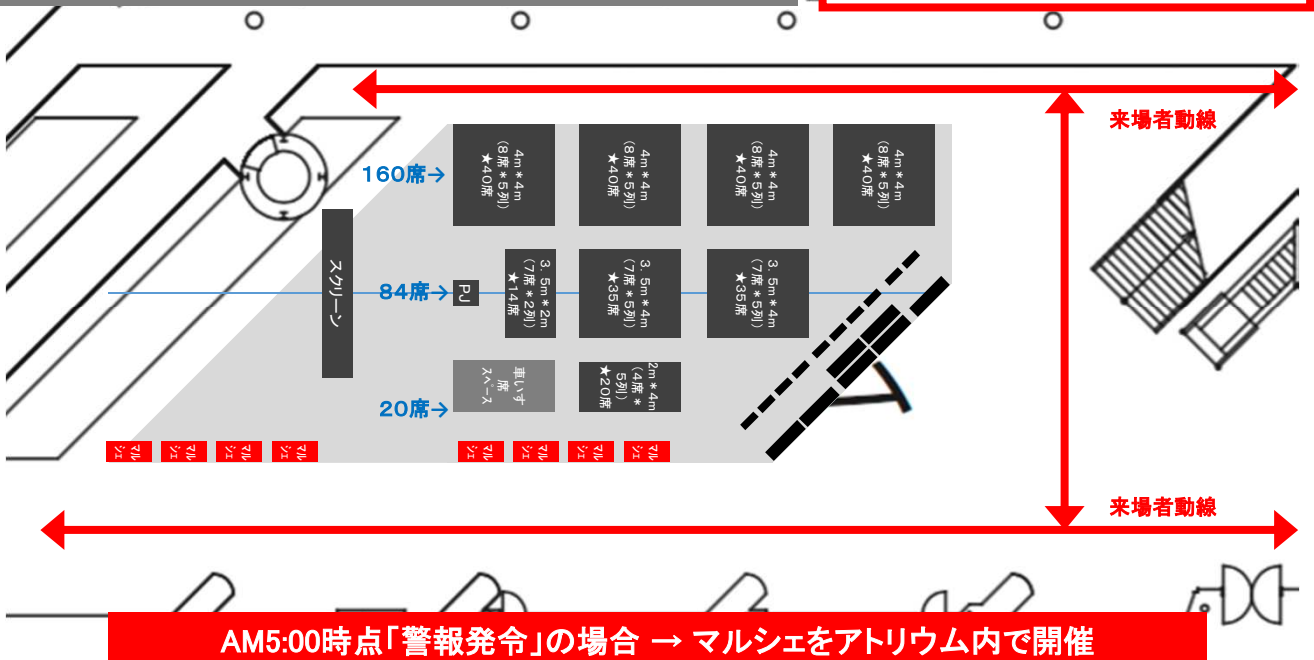 来場者動線
160席→
4m*4m
(8席*5列)
★40席
4m*4m
(8席*5列)
★40席
4m*4m
(8席*5列)
★40席
4m*4m
(8席*5列)
★40席
スクリーン
84席→
PJ
3.5m*2m
(7席*2列)
★14席
3.5m*4m
(7席*5列)
★35席
3.5m*4m
(7席*5列)
★35席
20席→
車いす
席
スペース
2m*4m
(4席*
5列)
★20席
マル
シェ
マル
シェ
マル
シェ
マル
シェ
マル
シェ
マル
シェ
マル
シェ
マル
シェ
来場者動線
AM5:00時点「警報発令」の場合 → マルシェをアトリウム内で開催